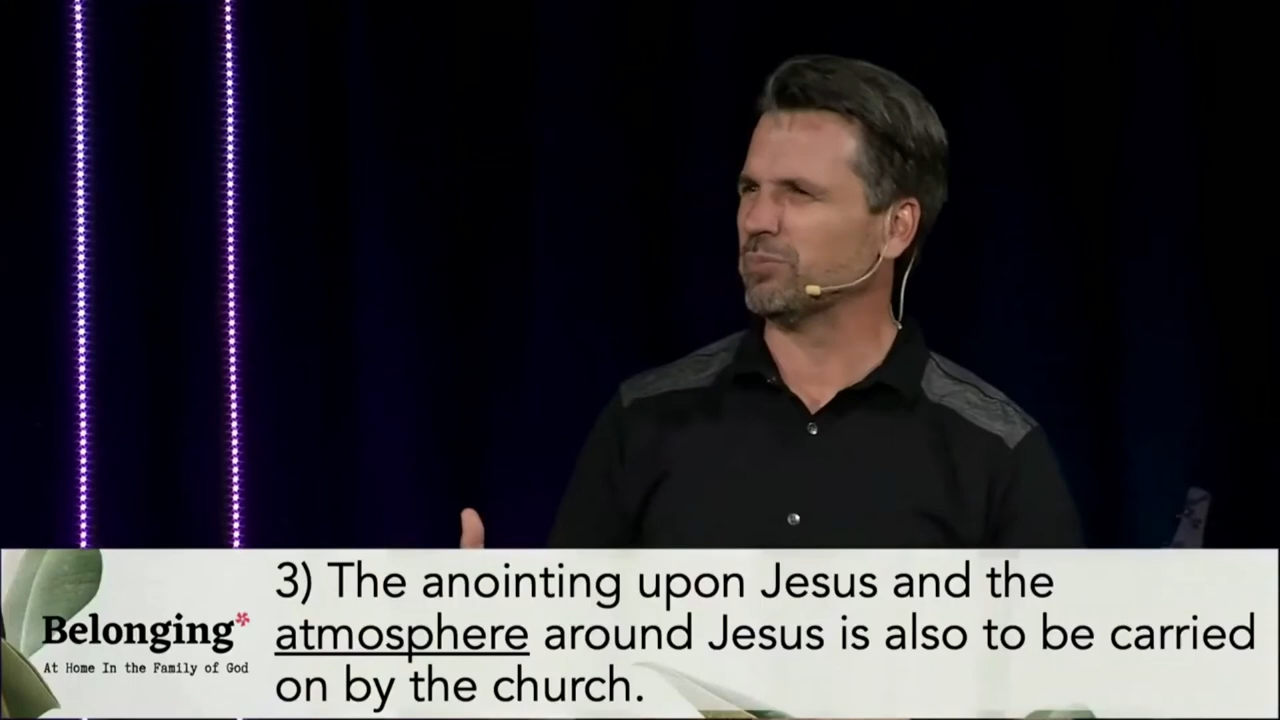 Belonging*
At Home In the Family of God
3) The anointing upon Jesus and the
atmosphere around Jesus is also to be carried
on by the church.